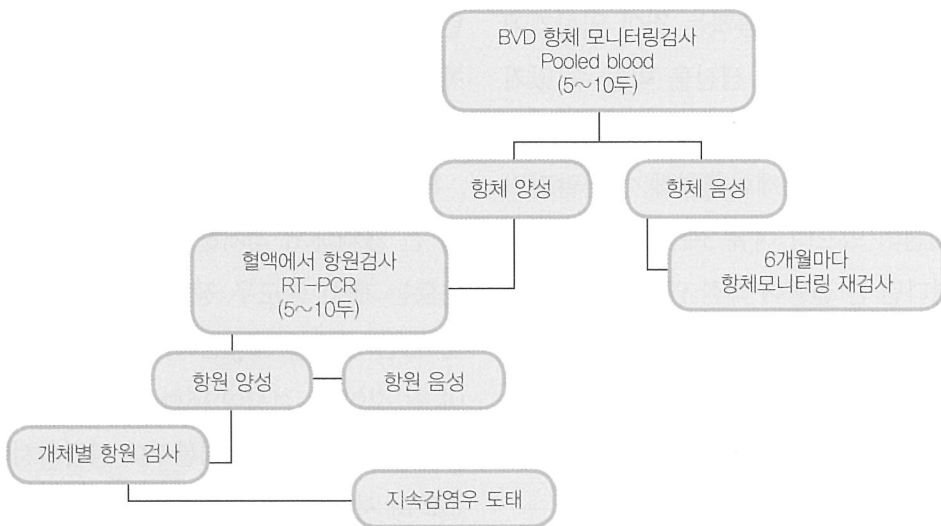 BVD 항체 모니터링검사
Pooled blood
(5~10두)
항체 양성
항체 음성
혈액에서 항원검사
RT-PCR
(5~10두)
6개월마다
항체모니터링 재검사
항원 양성
항원 음성
개체별 항원 검사
지속감염우 도태